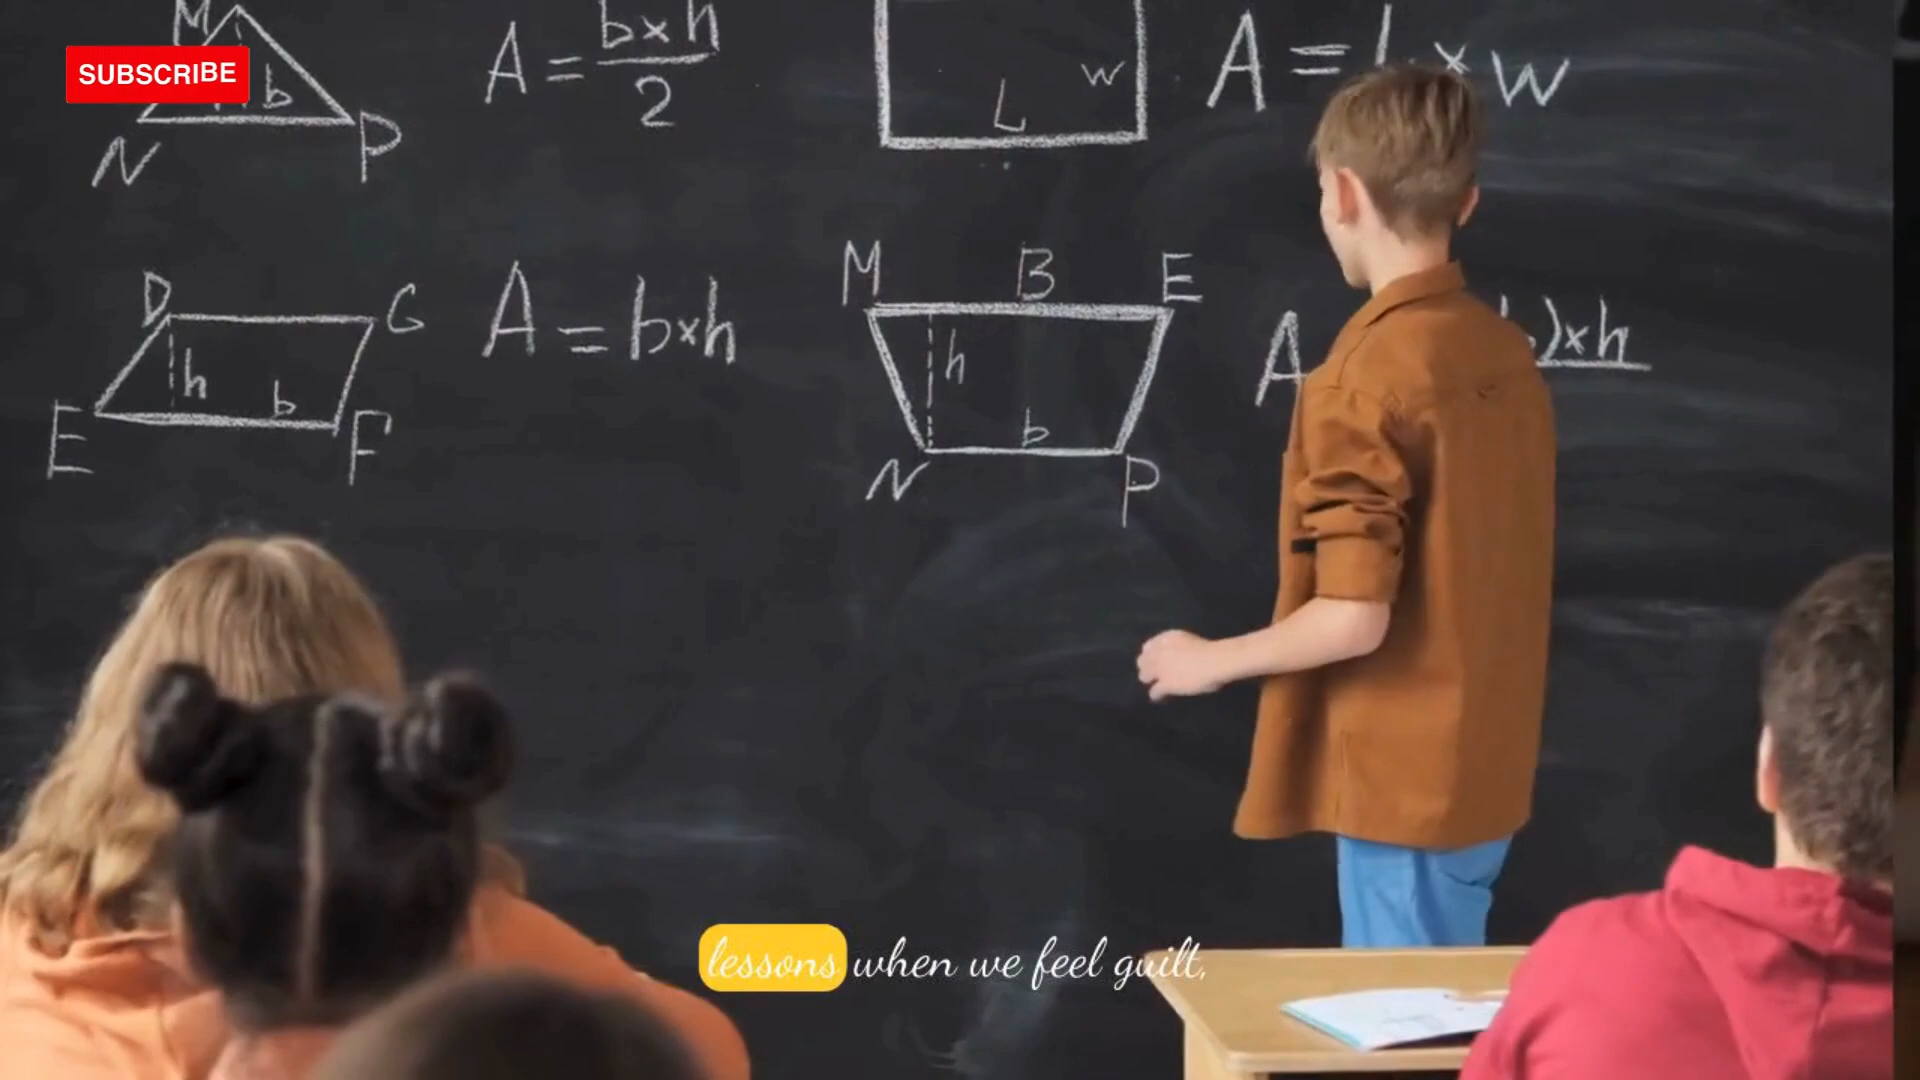 M
SUBSCRIBE
b
N
P
A = b×h
2
L
w
A = L × w
D
G
E
F
h
b
A = b×h
M
B
E
h
b
N
P
A
)×h
lessons when we feel guilt,